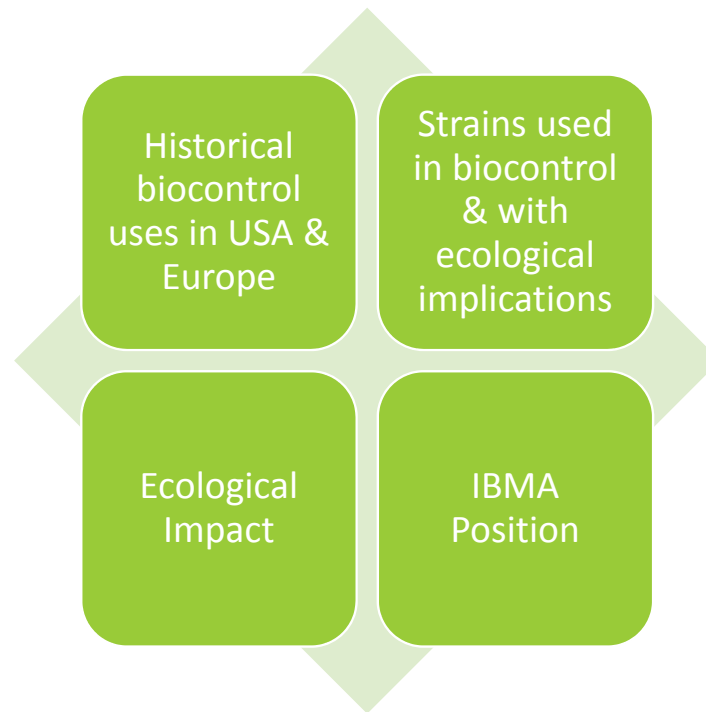 Historical
biocontrol
uses in USA &
Europe
Strains used
in biocontrol
& with
ecological
implications
Ecological
Impact
IBMA
Position